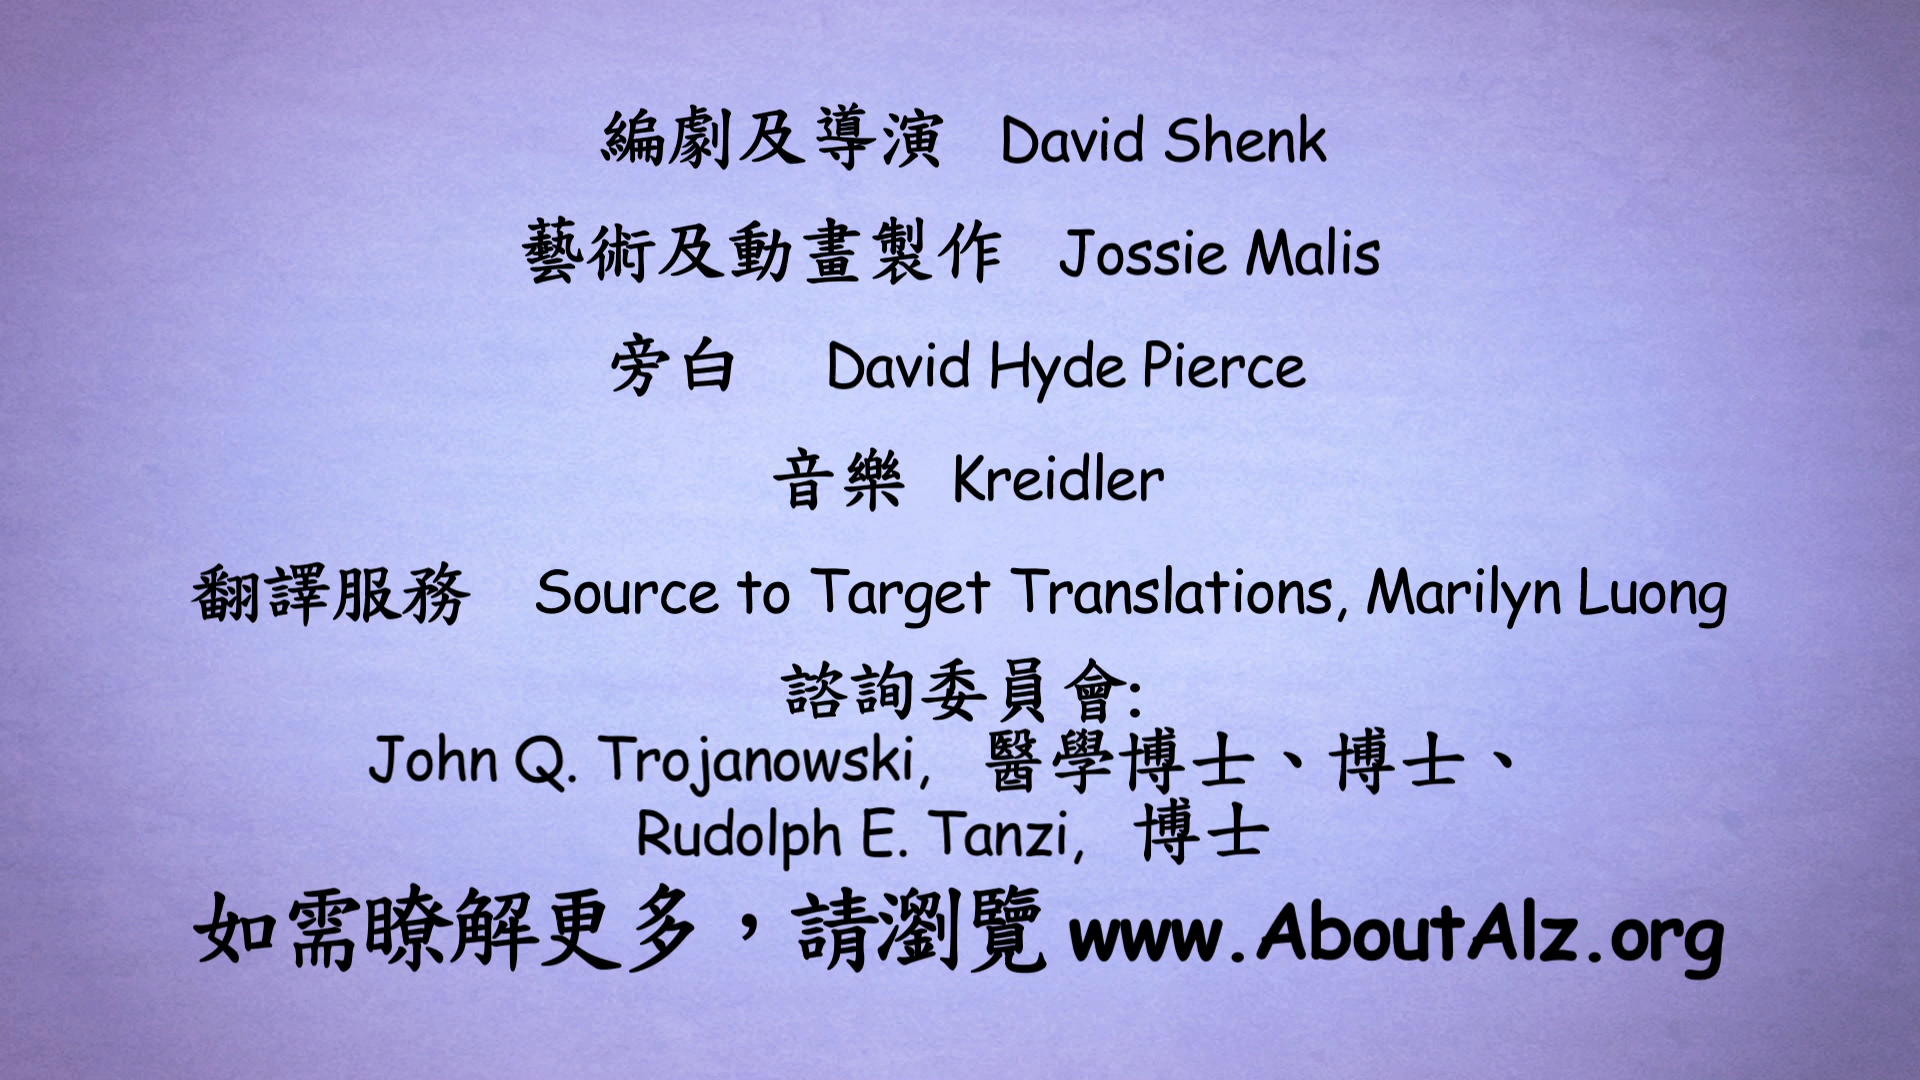 編劇及導演 David Shenk
藝術及動畫製作 Jossie Malis
旁白 David Hyde Pierce
音樂 Kreidler
翻譯服務 Source to Target Translations, Marilyn Luong
諮詢委員會:
John Q. Trojanowski, 醫學博士、博士、
Rudolph E. Tanzi, 博士
如需瞭解更多，請瀏覽 www.AboutAlz.org